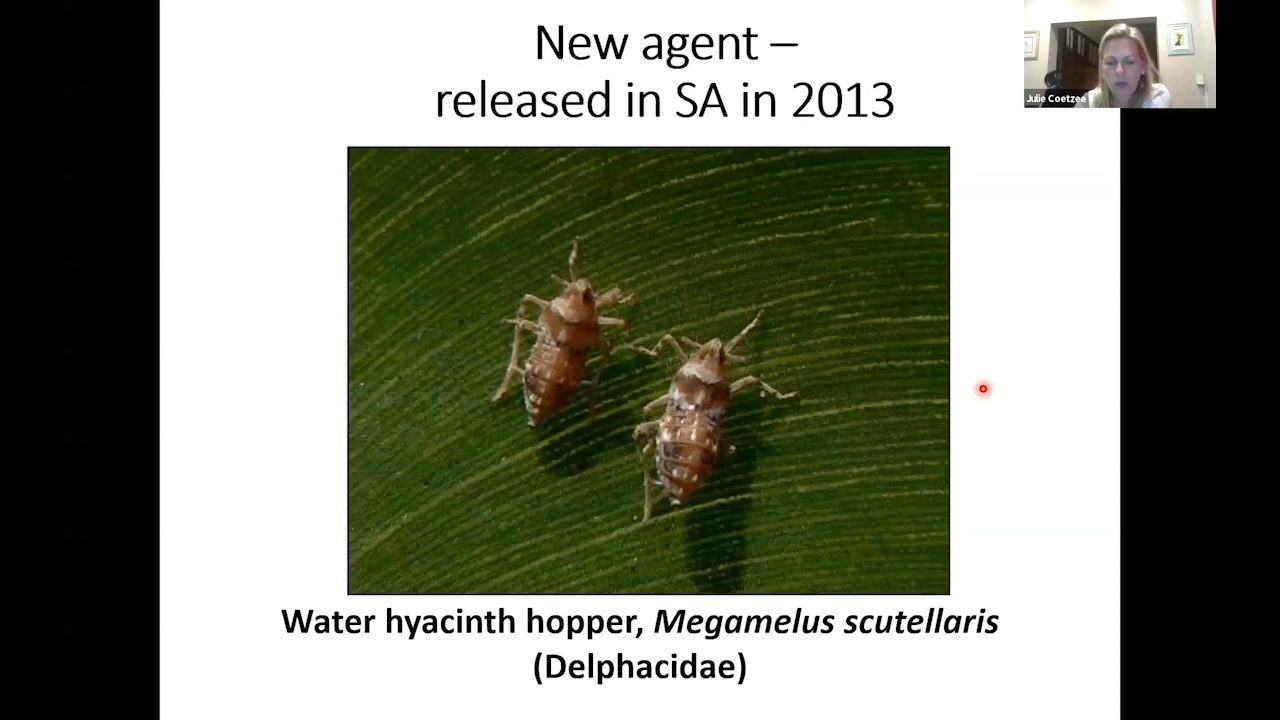 New agent –
released in SA in 2013
Julie Coetzee
Water hyacinth hopper, Megamelus scutellaris
(Delphacidae)